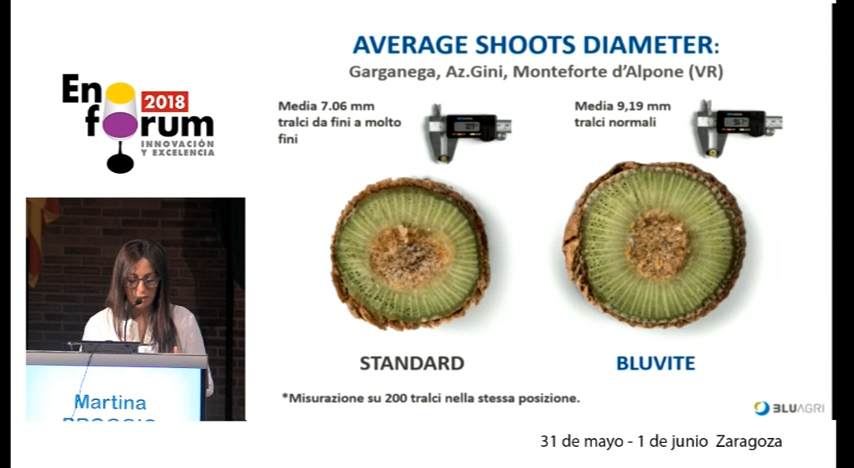 AVERAGE SHOOTS DIAMETER:
Garganega, Az.Gini, Monteforte d'Alpone (VR)
Eno
forum
2018
INNOVACIÓN
Y EXCELENCIA
Media 7.06 mm
tralci da fini a molto
fini
Media 9,19 mm
tralci normali
STANDARD
BLUVITE
*Misurazione su 200 tralci nella stessa posizione.
Martina
BLUAGRI
31 de mayo - 1 de junio Zaragoza